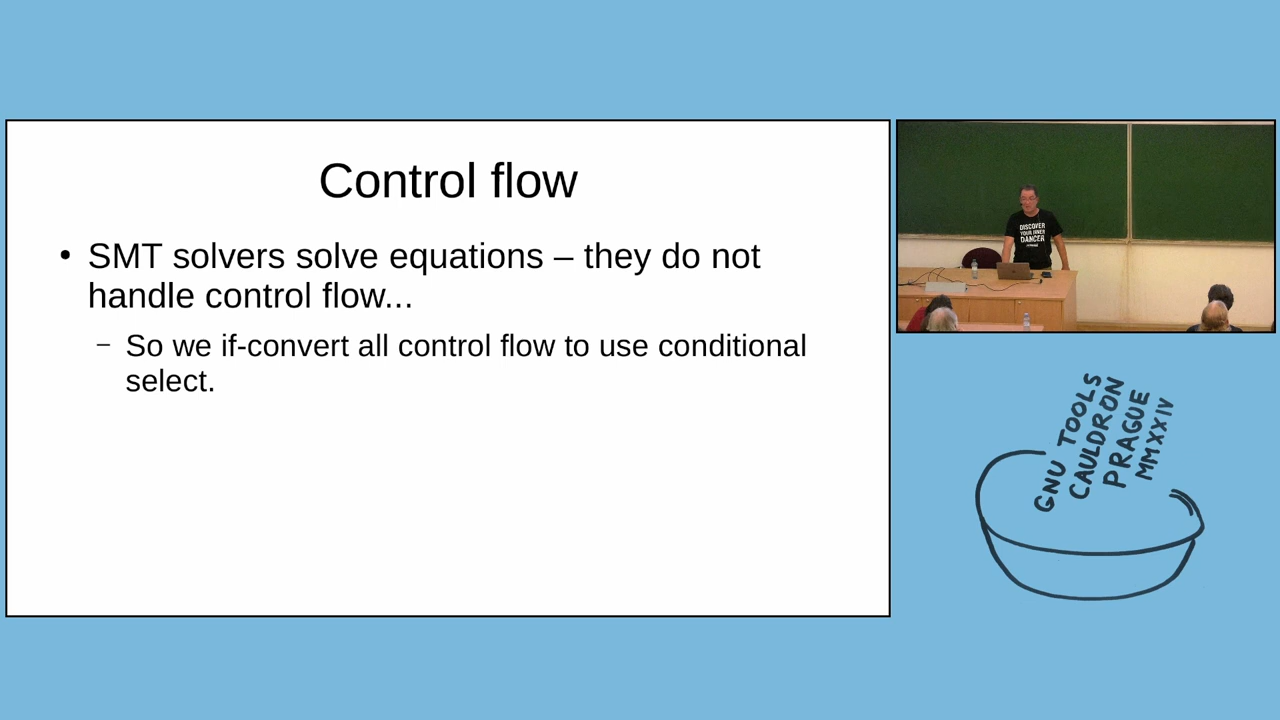 Control flow
• SMT solvers solve equations – they do not
handle control flow...
– So we if-convert all control flow to use conditional
select.
DISCOVER
YOUR INNER
DANCER
GNU TOOLS
CAULDRON
PRAGUE
MMXXIV